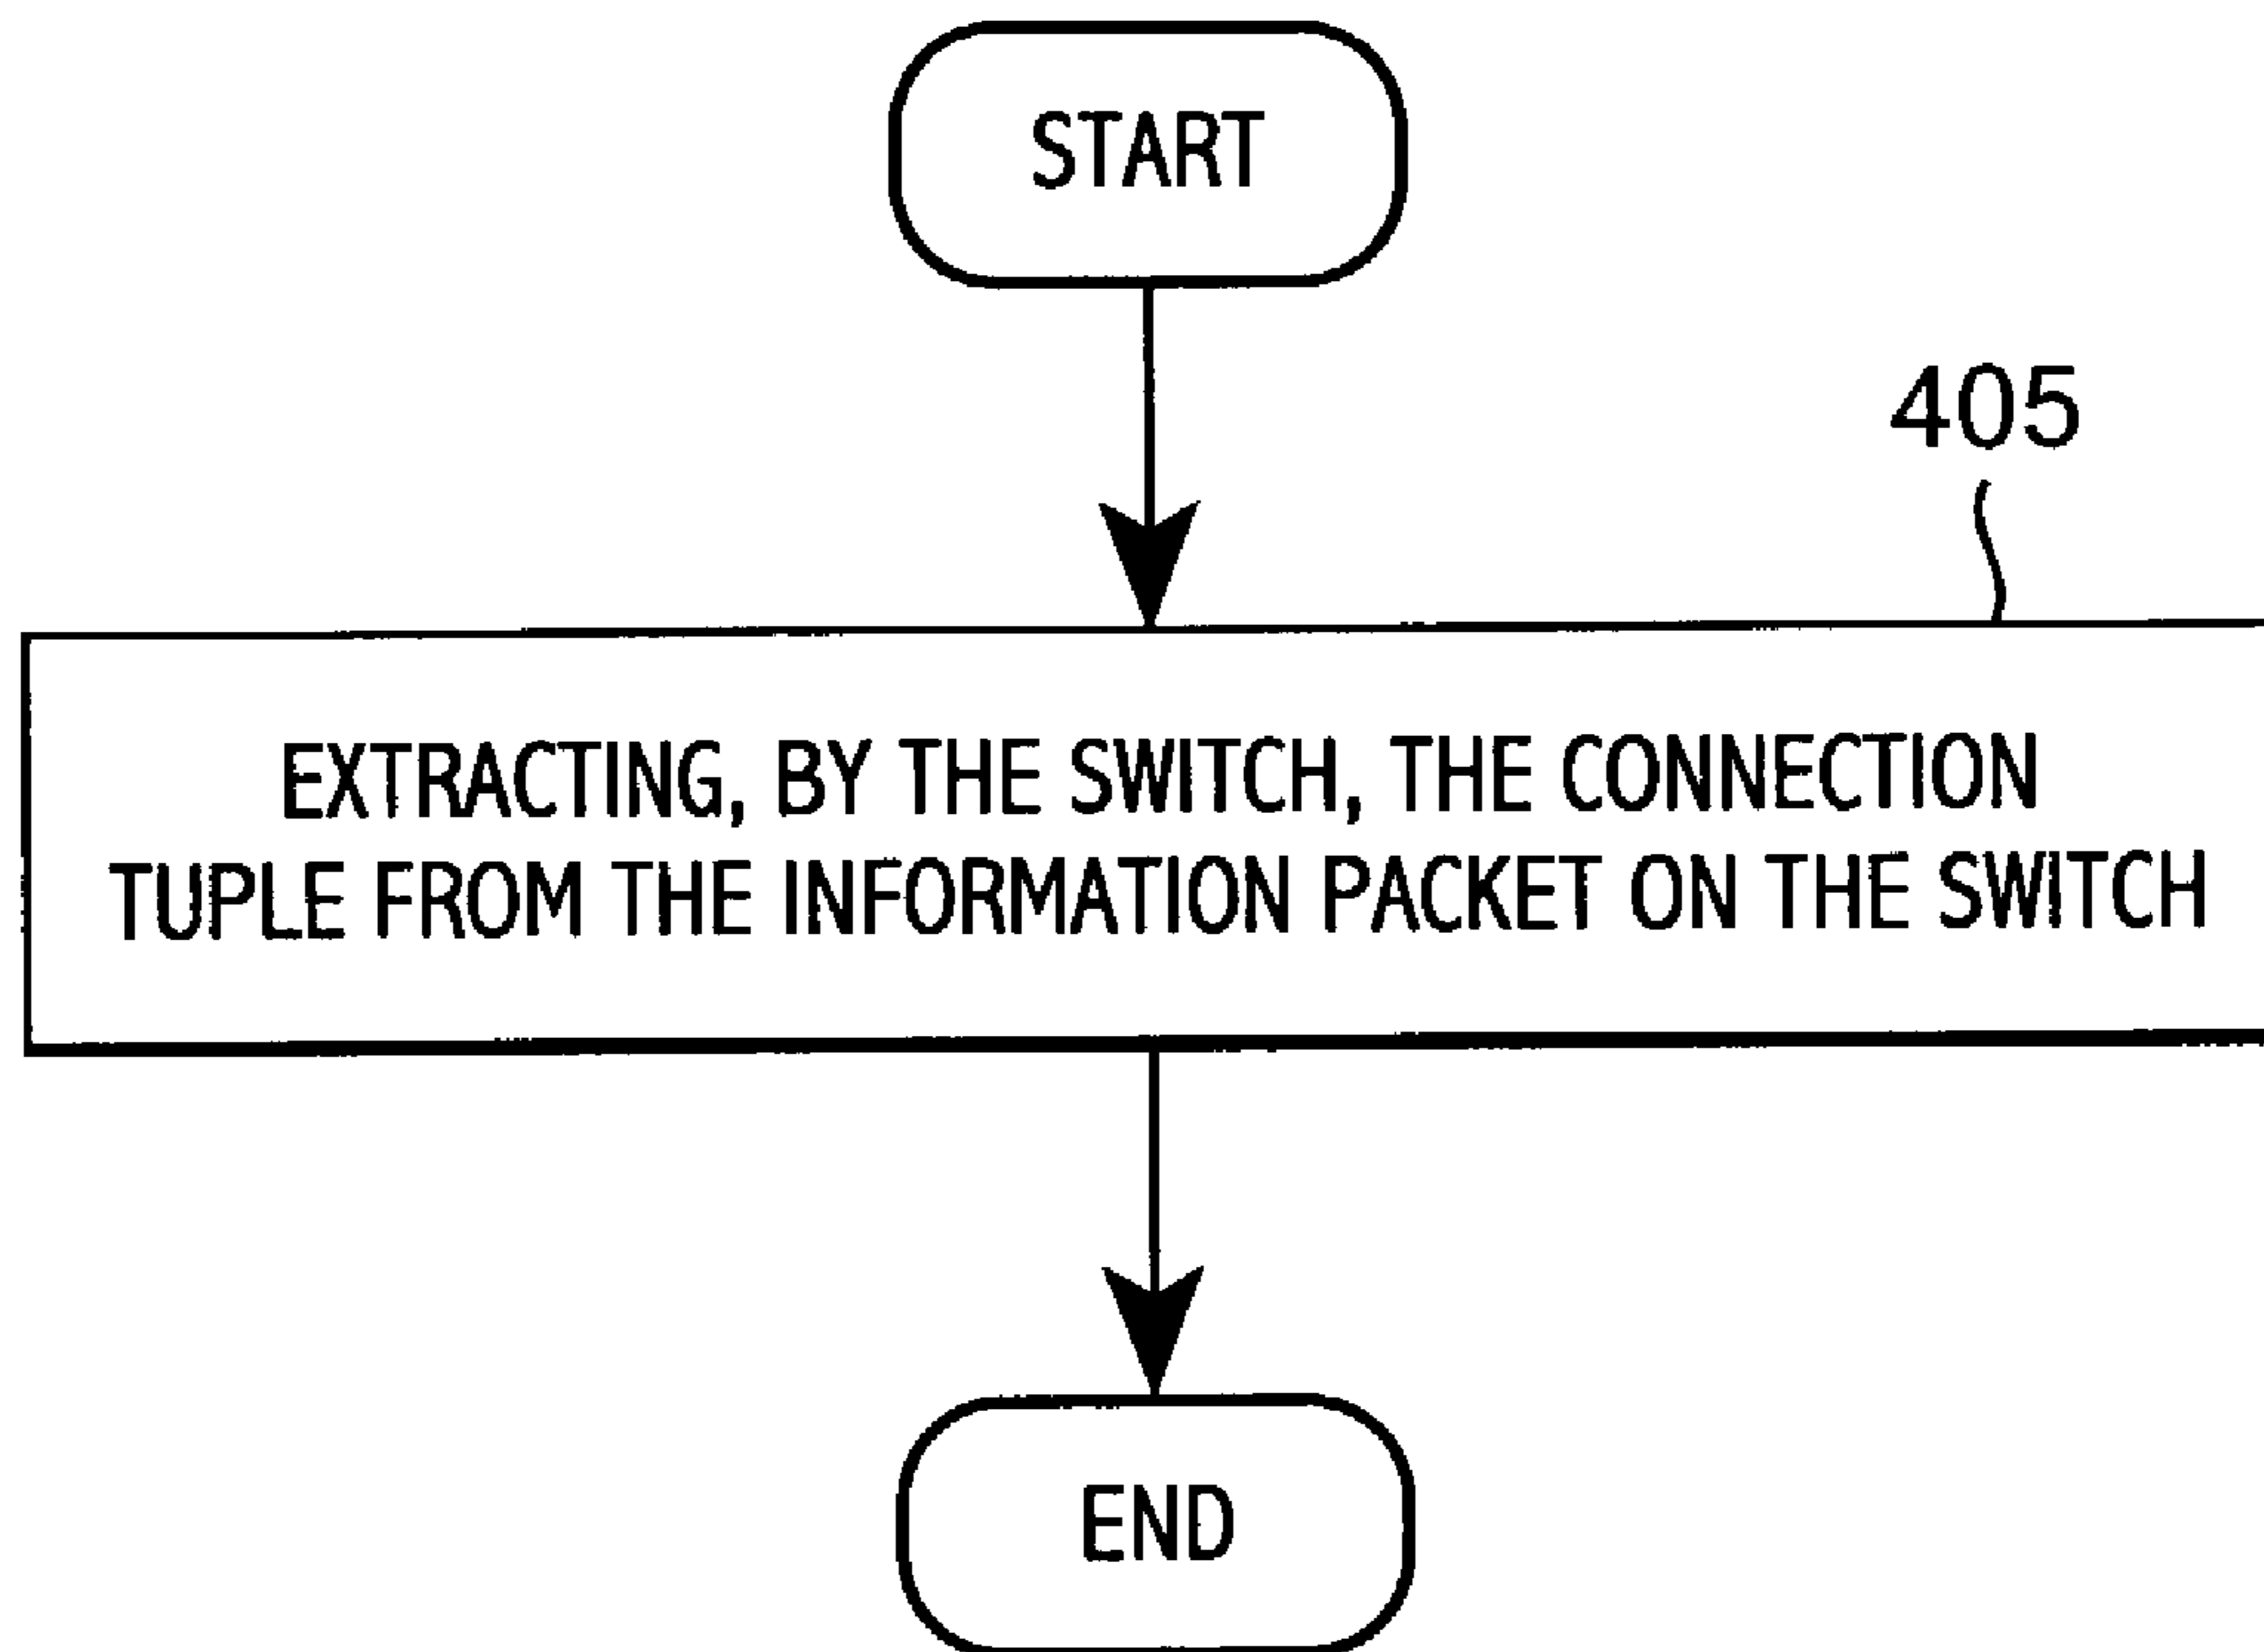 START
405
EXTRACTING, BY THE SWITCH, THE CONNECTION
TUPLE FROM THE INFORMATION PACKET ON THE SWITCH
END